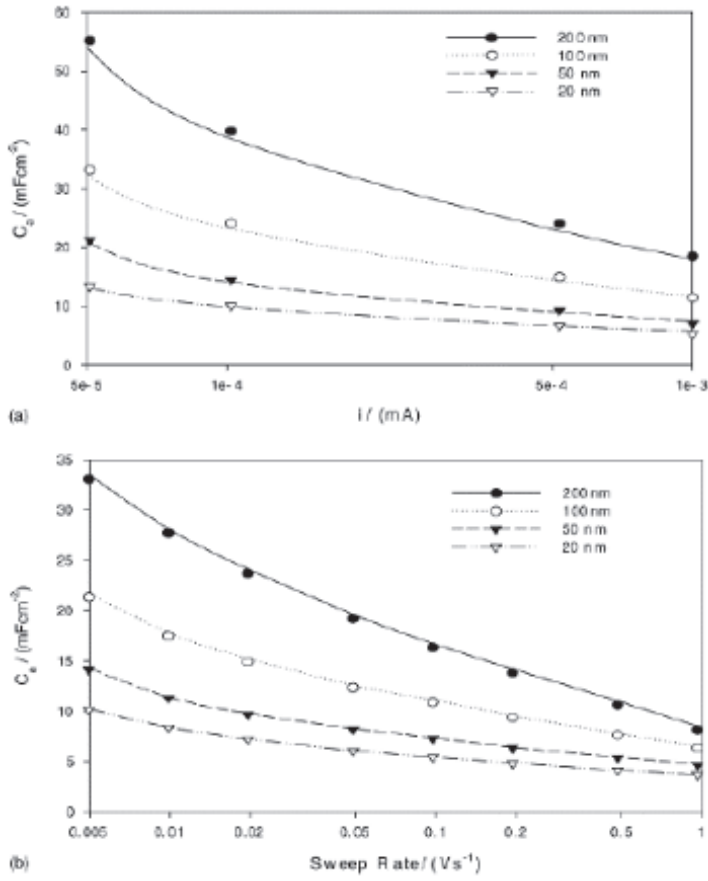 60
50
40
30
20
10
0
C_e / (mFcm⁻²)
200 nm
100 nm
50 nm
20 nm
5e-5 1e-4 5e-4 1e-3
(a)
i / (mA)
35
30
25
20
15
10
5
0
C_e / (mFcm⁻²)
200 nm
100 nm
50 nm
20 nm
0.005 0.01 0.02 0.05 0.1 0.2 0.5 1
(b)
Sweep Rate/(Vs⁻¹)